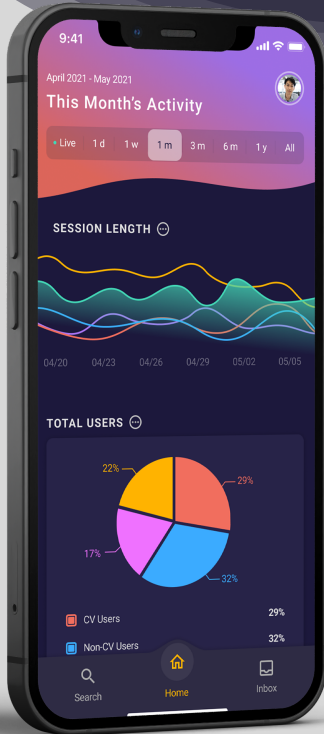 9:41
April 2021 - May 2021
This Month's Activity
Live 1 d 1 w 1 m 3 m 6 m 1 y All
SESSION LENGTH
04/20 04/23 04/26 04/29 05/02 05/05
TOTAL USERS
22%
29%
17%
32%
CV Users 29%
Non-CV Users 32%
Search Home Inbox